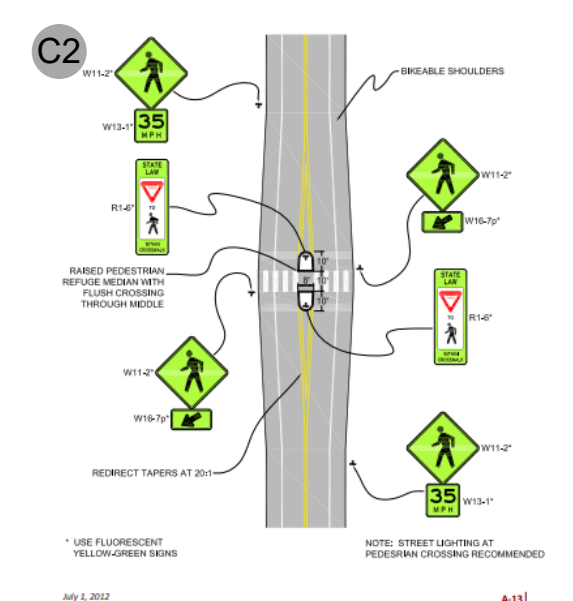 C2
W11-2*
35
MPH
W13-1*
BIKEABLE SHOULDERS
STATE
LAW
TO
WITHIN
CROSSWALK
R1-6*
W11-2*
W16-7p*
RAISED PEDESTRIAN
REFUGE MEDIAN WITH
FLUSH CROSSING
THROUGH MIDDLE
10'
8' 10'
10'
STATE
LAW
TO
WITHIN
CROSSWALK
R1-6*
W11-2*
W16-7p*
REDIRECT TAPERS AT 20:1
W11-2*
35
MPH
W13-1*
* USE FLUORESCENT
YELLOW-GREEN SIGNS
NOTE: STREET LIGHTING AT
PEDESRIAN CROSSING RECOMMENDED
July 1, 2012
A-13